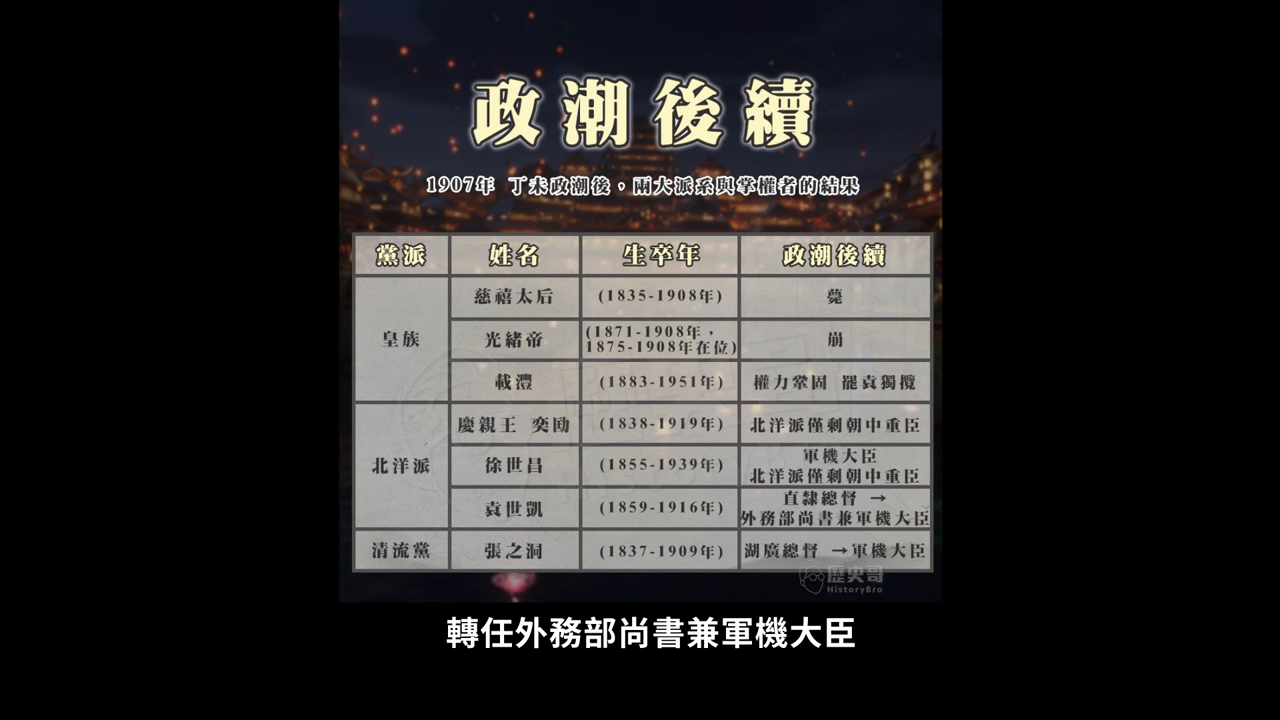 政潮後續
1907年 丁未政潮後，兩大派系與掌權者的結果
黨派 姓名 生卒年 政潮後續
皇族 慈禧太后 (1835-1908年) 薨
光緒帝 (1871-1908年，
1875-1908年在位) 崩
載灃 (1883-1951年) 權力鞏固 罷袁獨攬
北洋派 慶親王 奕劻 (1838-1919年) 北洋派僅剩朝中重臣
徐世昌 (1855-1939年) 軍機大臣
北洋派僅剩朝中重臣
袁世凱 (1859-1916年) 直隸總督 →
外務部尚書兼軍機大臣
清流黨 張之洞 (1837-1909年) 湖廣總督 →軍機大臣
歷史哥
HistoryBro
轉任外務部尚書兼軍機大臣